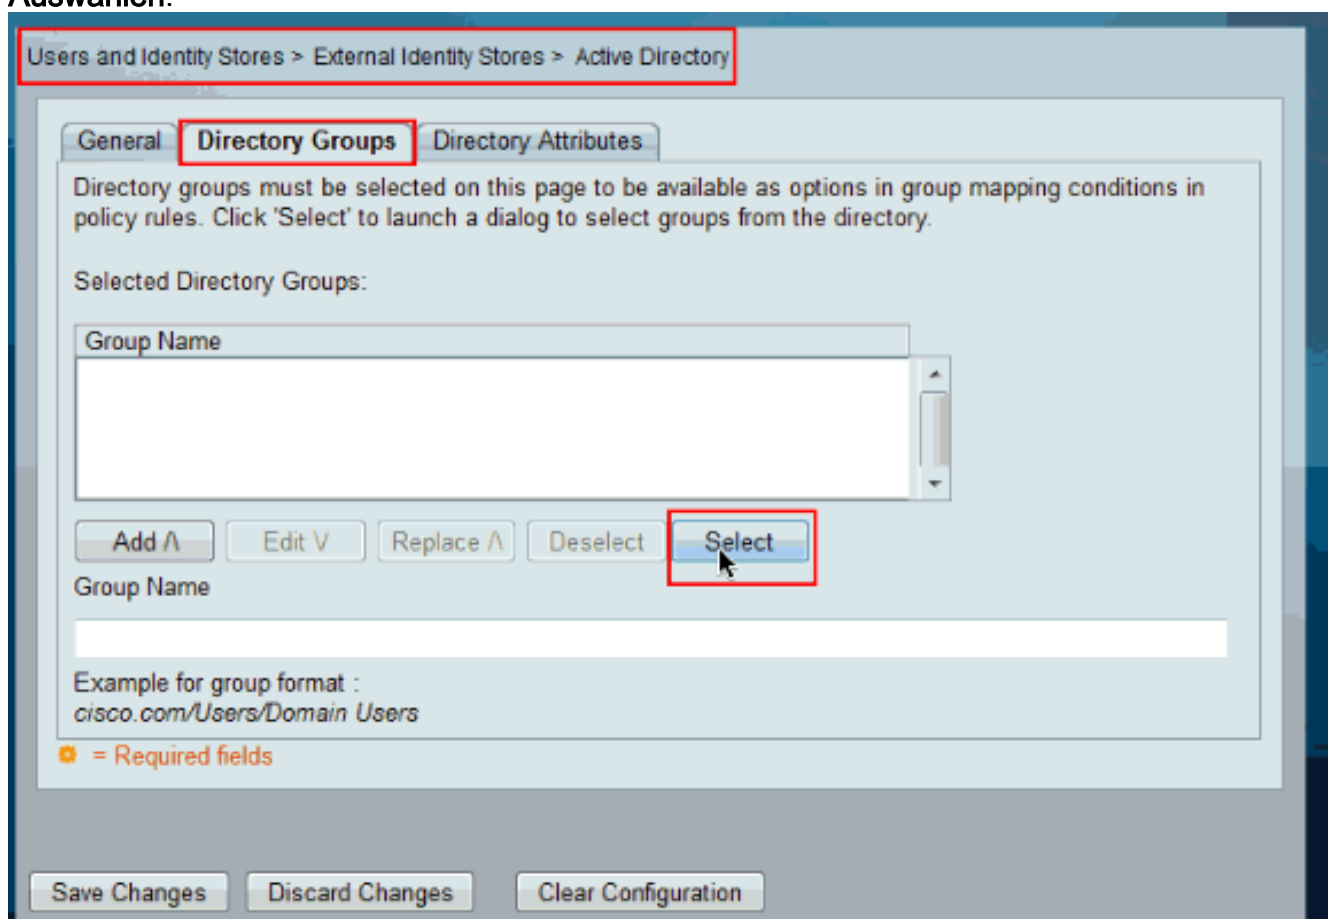 Auswählen.
Users and Identity Stores > External Identity Stores > Active Directory
General Directory Groups Directory Attributes
Directory groups must be selected on this page to be available as options in group mapping conditions in
policy rules. Click 'Select' to launch a dialog to select groups from the directory.
Selected Directory Groups:
Group Name
Add /\ Edit V Replace /\ Deselect Select
Group Name
Example for group format :
cisco.com/Users/Domain Users
= Required fields
Save Changes Discard Changes Clear Configuration